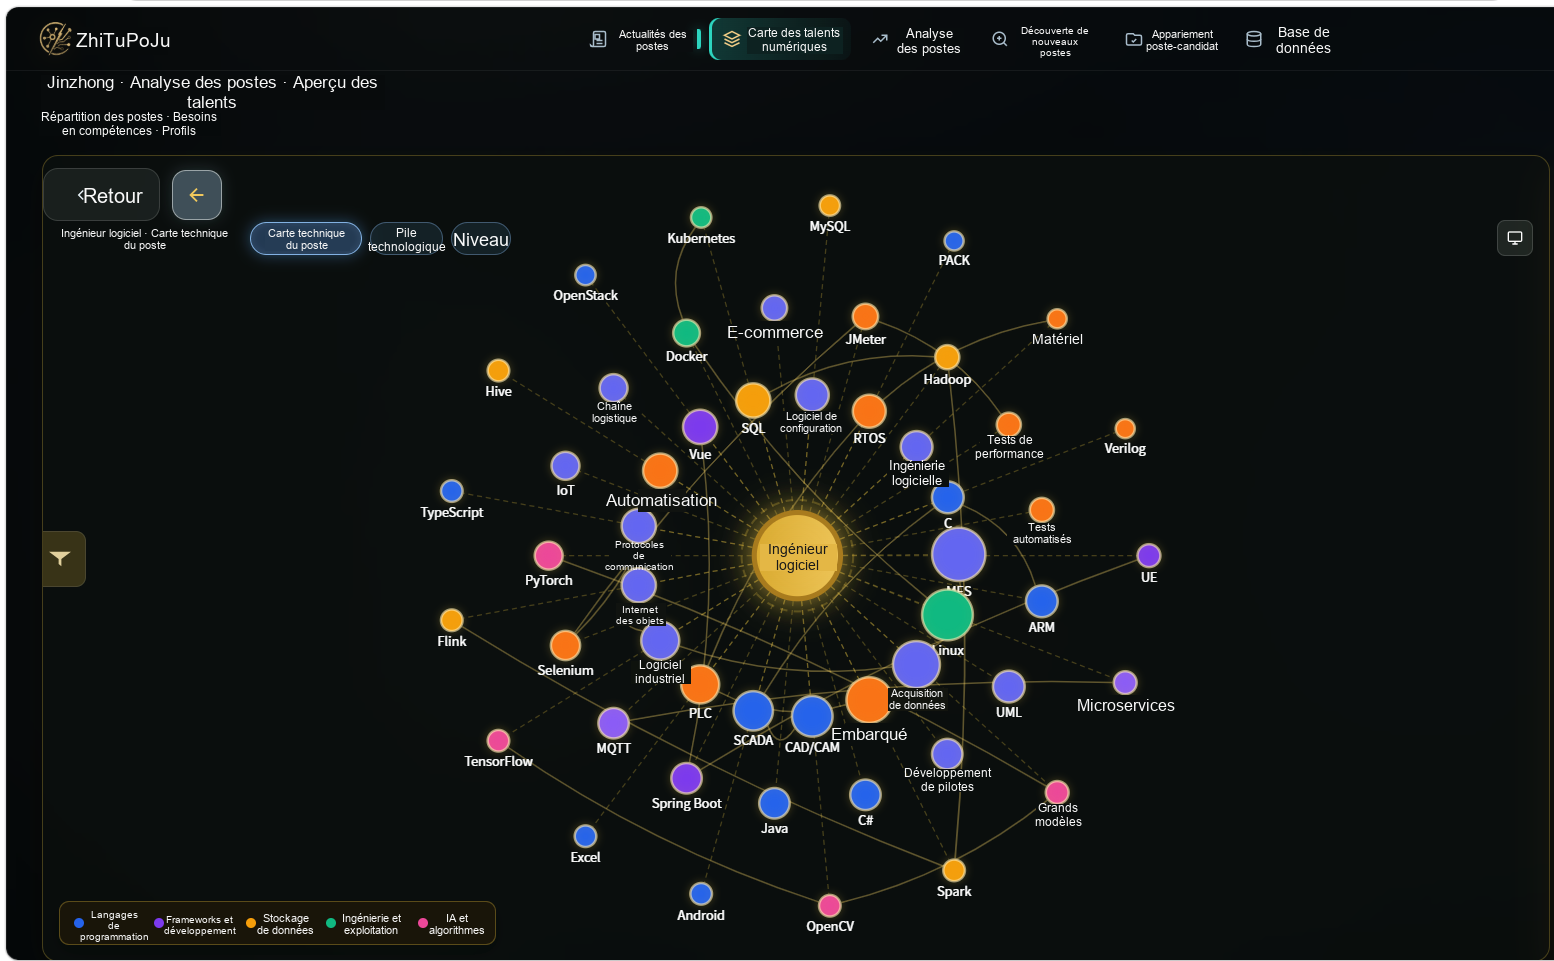 ZhiTuPoJu
Actualités des
postes
Carte des talents
numériques
Analyse
des postes
Découverte de
nouveaux
postes
Appariement
poste-candidat
Base de
données
Jinzhong · Analyse des postes · Aperçu des
talents
Répartition des postes · Besoins
en compétences · Profils
Retour
Ingénieur logiciel · Carte technique
du poste
Carte technique
du poste
Pile
technologique
Niveau
Kubernetes
MySQL
PACK
OpenStack
E-commerce
JMeter
Matériel
Docker
Hadoop
Hive
Chaîne
logistique
SQL
Logiciel de
configuration
RTOS
Tests de
performance
Verilog
Vue
Ingénierie
logicielle
IoT
Automatisation
TypeScript
C
Tests
automatisés
Protocoles
de
communication
Ingénieur
logiciel
PyTorch
UE
MES
Internet
des objets
ARM
Flink
Linux
Selenium
Logiciel
industriel
Acquisition
de données
PLC
UML
Microservices
MQTT
SCADA
CAD/CAM
Embarqué
TensorFlow
Développement
de pilotes
Spring Boot
Java
C#
Grands
modèles
Excel
Spark
Android
OpenCV
Langages
de
programmation
Frameworks et
développement
Stockage
de données
Ingénierie et
exploitation
IA et
algorithmes